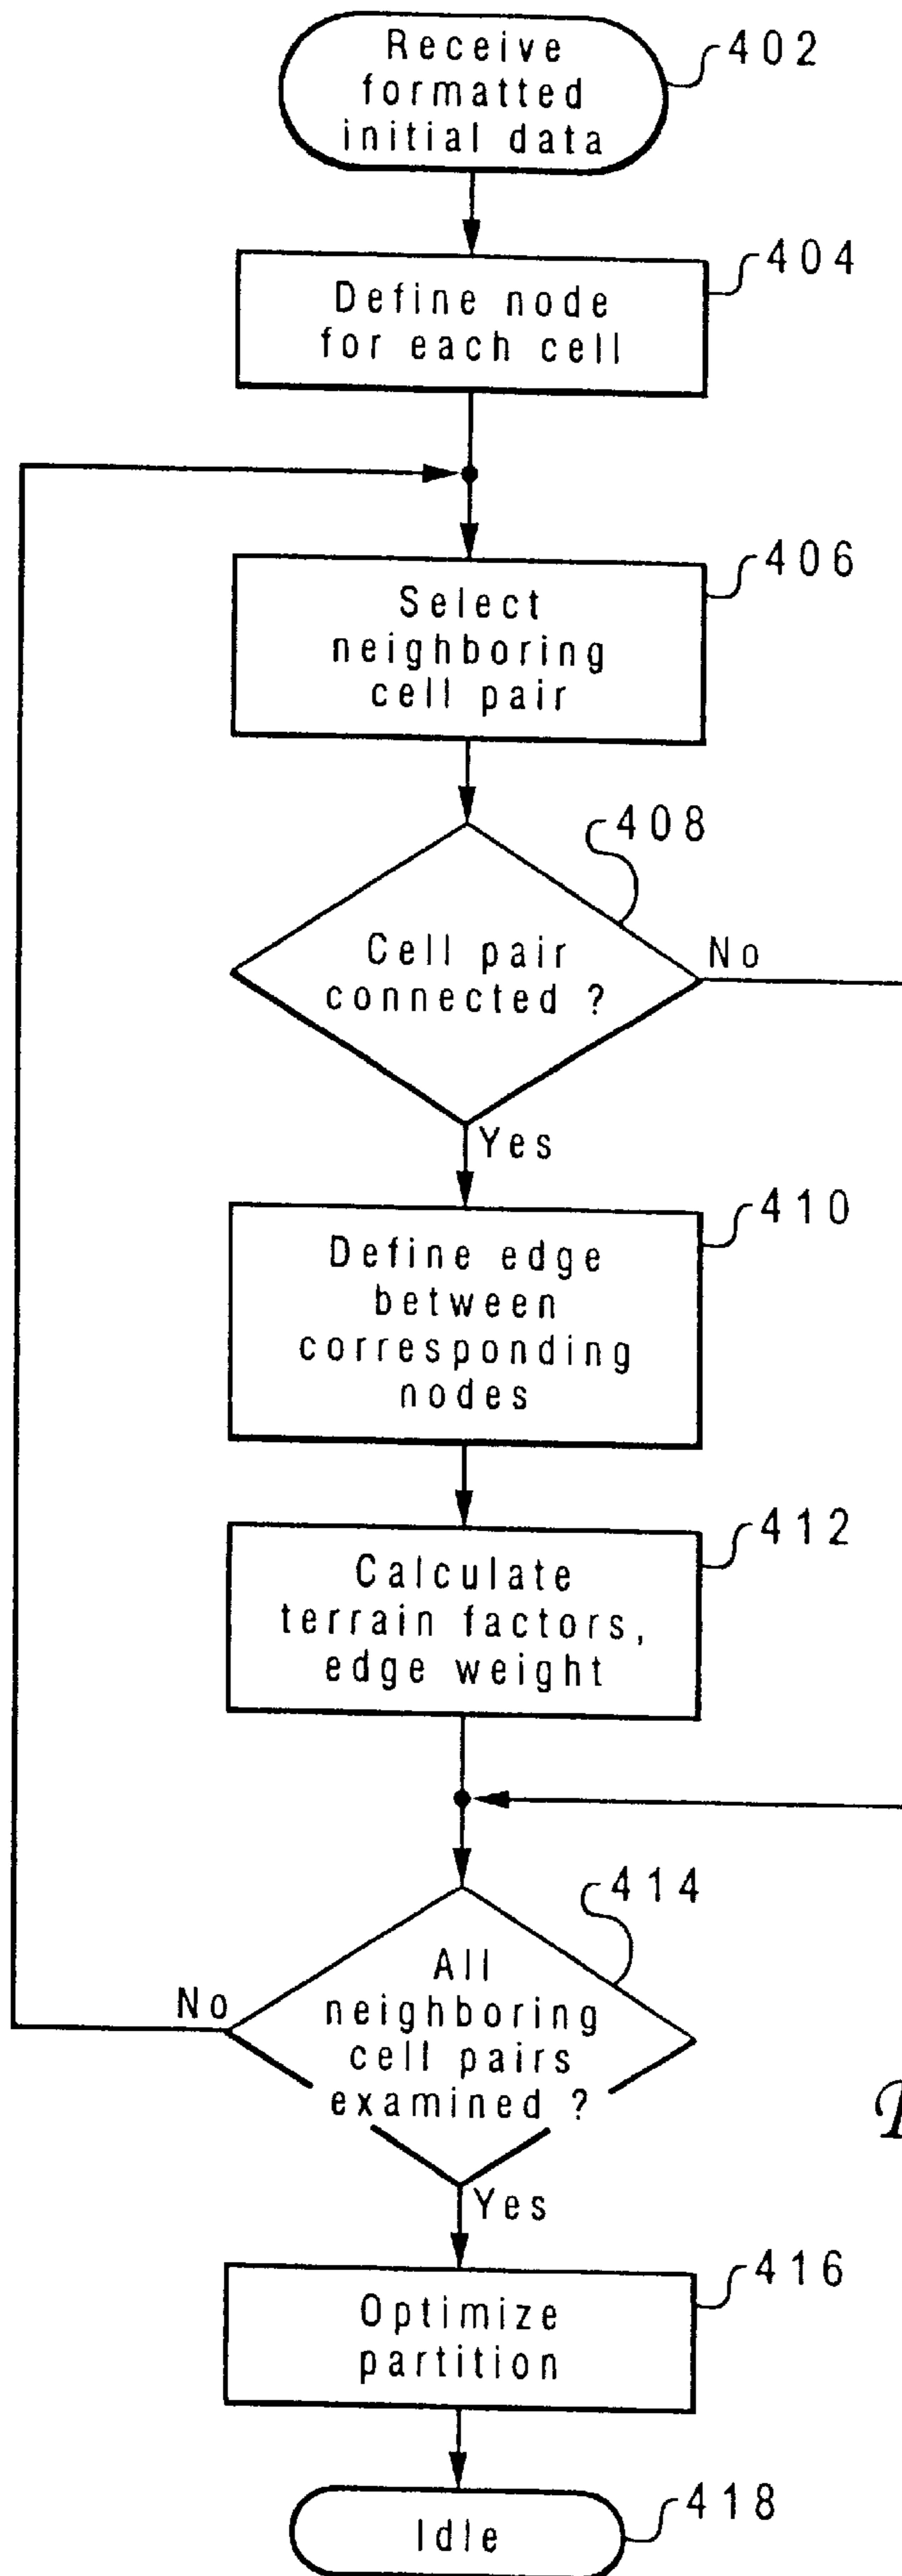 Receive
formatted
initial data
402
Define node
for each cell
404
Select
neighboring
cell pair
406
408
Cell pair
connected ?
No
Yes
Define edge
between
corresponding
nodes
410
Calculate
terrain factors,
edge weight
412
414
All
neighboring
cell pairs
examined ?
No
Yes
Optimize
partition
416
Idle
418